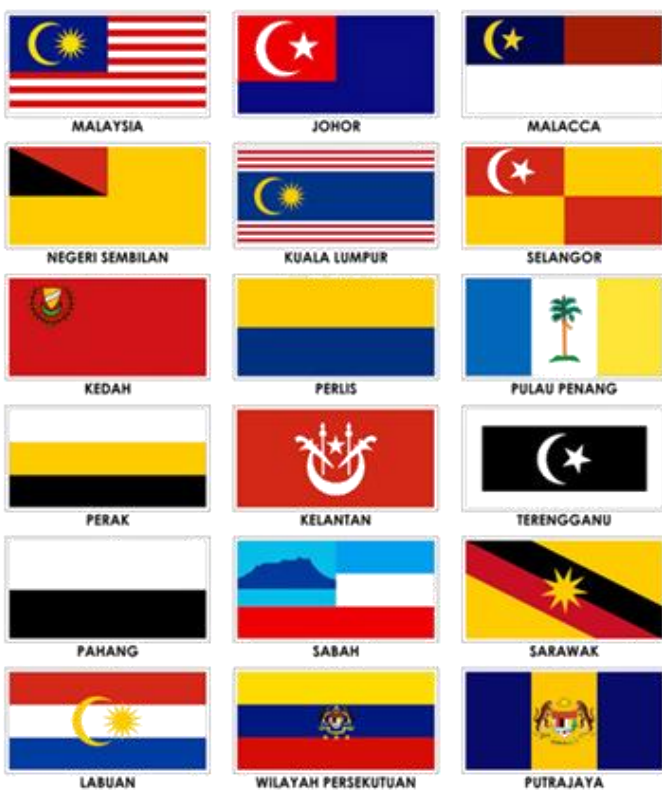 MALAYSIA
JOHOR
MALACCA
NEGERI SEMBILAN
KUALA LUMPUR
SELANGOR
KEDAH
PERLIS
PULAU PENANG
PERAK
KELANTAN
TERENGGANU
PAHANG
SABAH
SARAWAK
LABUAN
WILAYAH PERSEKUTUAN
PUTRAJAYA